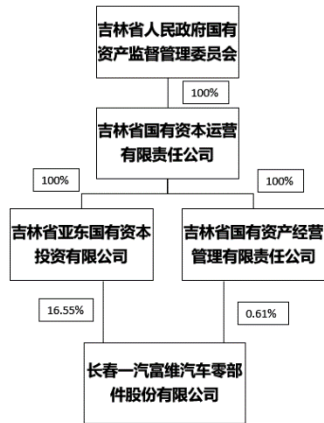 吉林省人民政府国有
资产监督管理委员会
100%
吉林省国有资本运营
有限责任公司
100%
100%
吉林省亚东国有资本
投资有限公司
吉林省国有资产经营
管理有限责任公司
16.55%
0.61%
长春一汽富维汽车零部
件股份有限公司